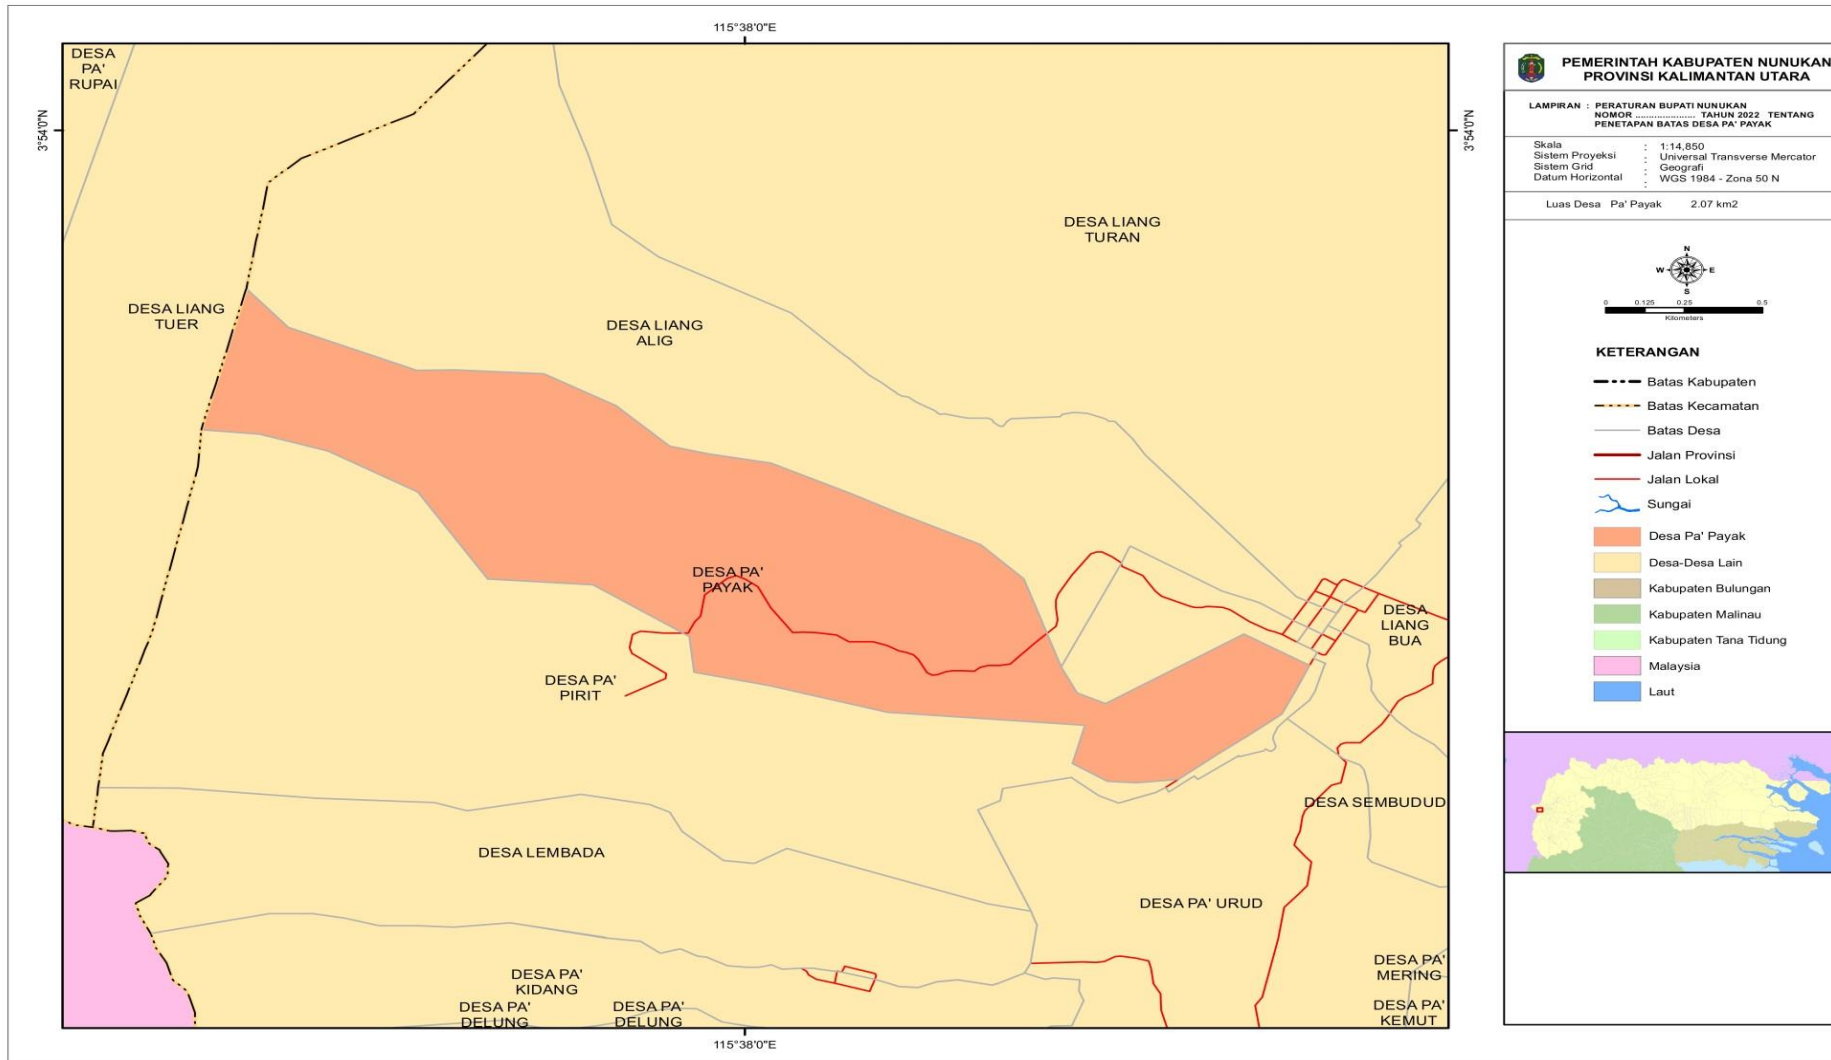 115°38'0"E
DESA
PA'
RUPAI
3°54'0"N
3°54'0"N
DESA LIANG
TURAN
DESA LIANG
TUER
DESA LIANG
ALIG
DESA PA'
PAYAK
DESA
LIANG
BUA
DESA PA'
PIRIT
DESA SEMBUDUD
DESA LEMBADA
DESA PA' URUD
DESA PA'
KIDANG
DESA PA'
MERING
DESA PA'
DELUNG
DESA PA'
DELUNG
DESA PA'
KEMUT
115°38'0"E
PEMERINTAH KABUPATEN NUNUKAN
PROVINSI KALIMANTAN UTARA
LAMPIRAN : PERATURAN BUPATI NUNUKAN
NOMOR ...................... TAHUN 2022 TENTANG
PENETAPAN BATAS DESA PA' PAYAK
Skala : 1:14,850
Sistem Proyeksi : Universal Transverse Mercator
Sistem Grid : Geografi
Datum Horizontal : WGS 1984 - Zona 50 N
Luas Desa Pa' Payak 2.07 km2
N
W E
S
0 0.125 0.25 0.5
Kilometers
KETERANGAN
Batas Kabupaten
Batas Kecamatan
Batas Desa
Jalan Provinsi
Jalan Lokal
Sungai
Desa Pa' Payak
Desa-Desa Lain
Kabupaten Bulungan
Kabupaten Malinau
Kabupaten Tana Tidung
Malaysia
Laut